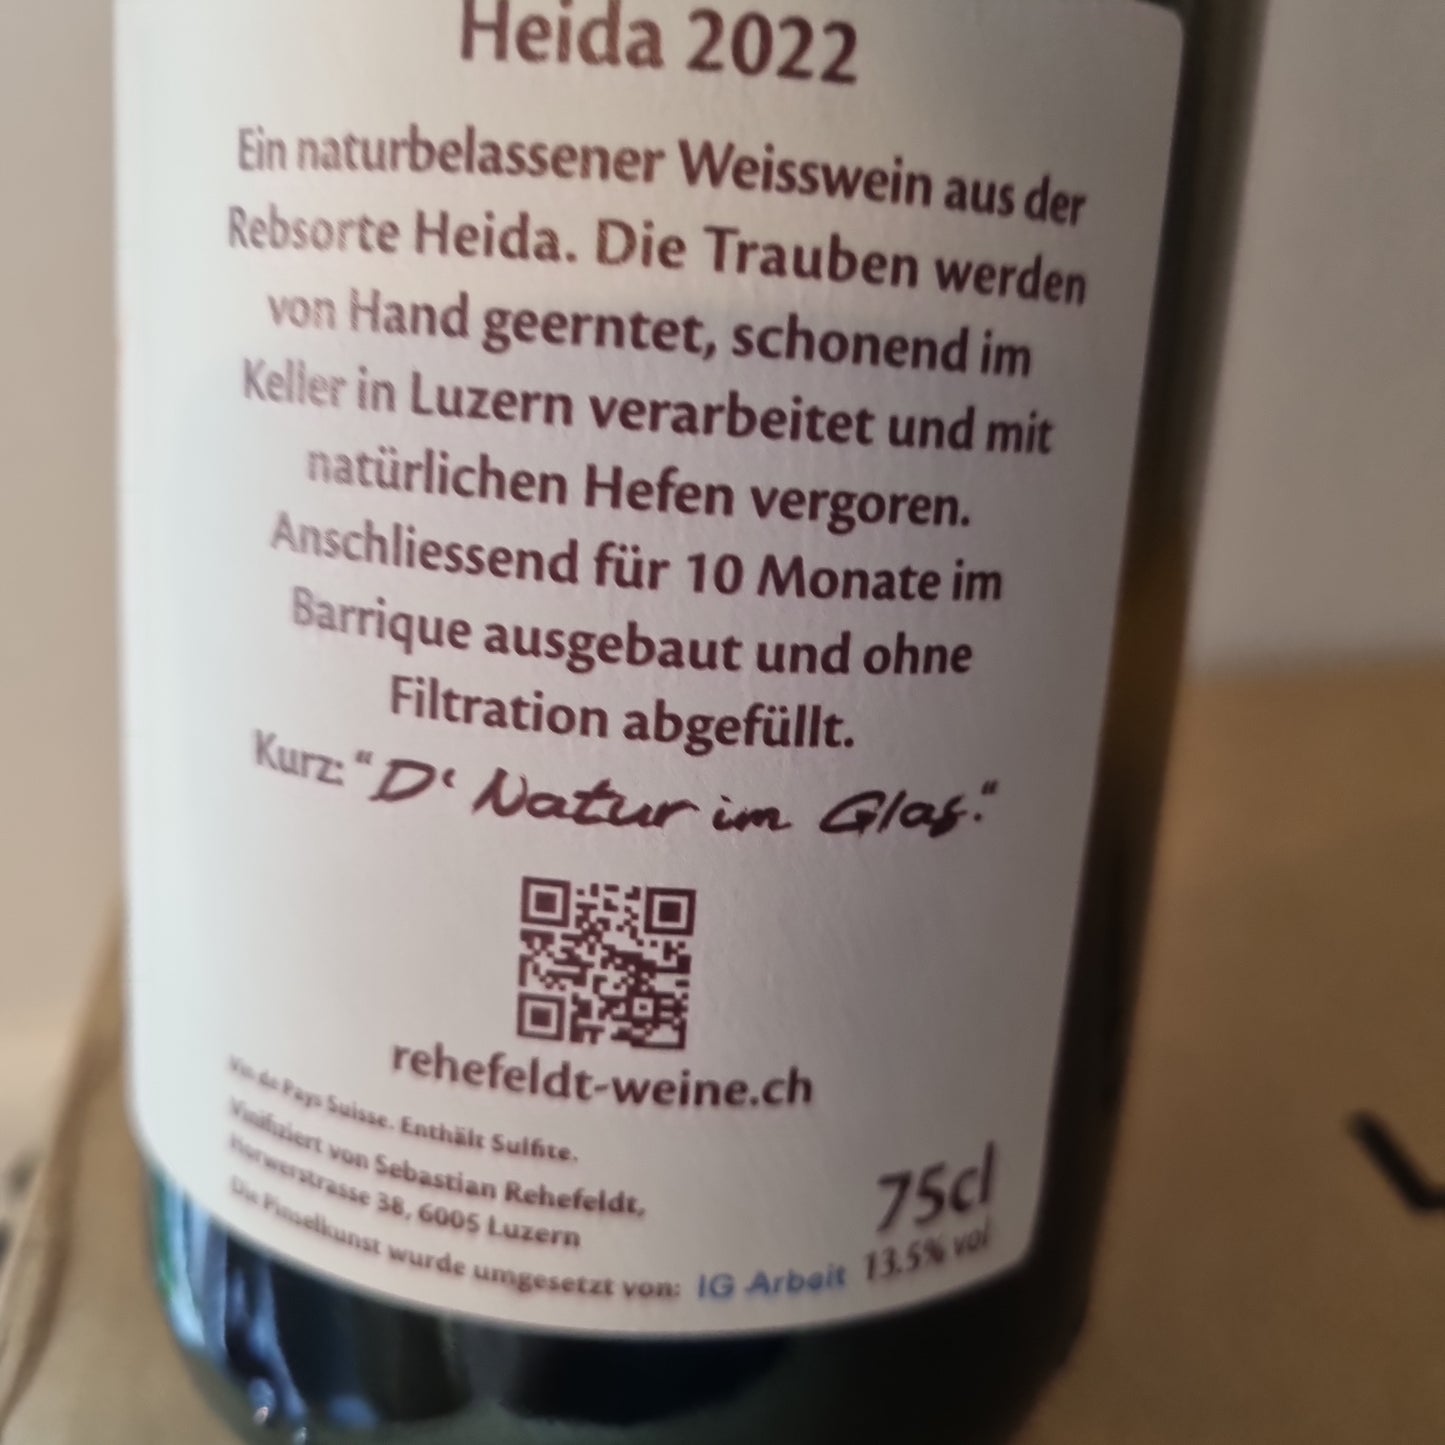 Heida 2022
Ein naturbelassener Weisswein aus der
Rebsorte Heida. Die Trauben werden
von Hand geerntet, schonend im
Keller in Luzern verarbeitet und mit
natürlichen Hefen vergoren.
Anschliessend für 10 Monate im
Barrique ausgebaut und ohne
Filtration abgefüllt.
Kurz: "D' Natur im Glas."
rehefeldt-weine.ch
Vin de Pays Suisse. Enthält Sulfite.
Vinifiziert von Sebastian Rehefeldt,
Horwerstrasse 38, 6005 Luzern
Die Pinselkunst wurde umgesetzt von: IG Arbeit
75cl
13.5% vol